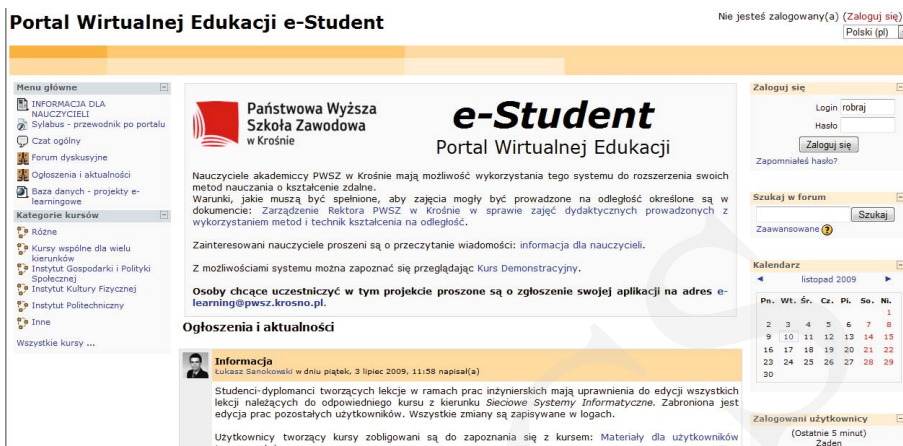 Portal Wirtualnej Edukacji e-Student
Nie jesteś zalogowany(a) (Zaloguj się)
Polski (pl)
Menu główne
INFORMACJA DLA
NAUCZYCIELI
Sylabus - przewodnik po portalu
Czat ogólny
Forum dyskusyjne
Ogłoszenia i aktualności
Baza danych - projekty e-
learningowe
Kategorie kursów
Różne
Kursy wspólne dla wielu
kierunków
Instytut Gospodarki i Polityki
Społecznej
Instytut Kultury Fizycznej
Instytut Politechniczny
Inne
Wszystkie kursy ...
Państwowa Wyższa
Szkoła Zawodowa
w Krośnie
e-Student
Portal Wirtualnej Edukacji
Nauczyciele akademiccy PWSZ w Krośnie mają możliwość wykorzystania tego systemu do rozszerzenia swoich
metod nauczania o kształcenie zdalne.
Warunki, jakie muszą być spełnione, aby zajęcia mogły być prowadzone na odległość określone są w
dokumencie: Zarządzenie Rektora PWSZ w Krośnie w sprawie zajęć dydaktycznych prowadzonych z
wykorzystaniem metod i technik kształcenia na odległość.
Zainteresowani nauczyciele proszeni są o przeczytanie wiadomości: informacja dla nauczycieli.
Z możliwościami systemu można zapoznać się przeglądając Kurs Demonstracyjny.
Osoby chcące uczestniczyć w tym projekcie proszone są o zgłoszenie swojej aplikacji na adres e-
learning@pwsz.krosno.pl.
Ogłoszenia i aktualności
Informacja
Łukasz Sanokowski w dniu piątek, 3 lipiec 2009, 11:58 napisał(a)
Studenci-dyplomanci tworzących lekcje w ramach prac inżynierskich mają uprawnienia do edycji wszystkich
lekcji należących do odpowiedniego kursu z kierunku Sieciowe Systemy Informatyczne. Zabroniona jest
edycja prac pozostałych użytkowników. Wszystkie zmiany są zapisywane w logach.
Użytkownicy tworzący kursy zobligowani są do zapoznania się z kursem: Materiały dla użytkowników
Zaloguj się
Login robraj
Hasło
Zaloguj się
Zapomniałeś hasło?
Szukaj w forum
Szukaj
Zaawansowane
Kalendarz
listopad 2009
Pn. Wt. Śr. Cz. Pi. So. Ni.
1
2 3 4 5 6 7 8
9 10 11 12 13 14 15
16 17 18 19 20 21 22
23 24 25 26 27 28 29
30
Zalogowani użytkownicy
(Ostatnie 5 minut)
Żaden